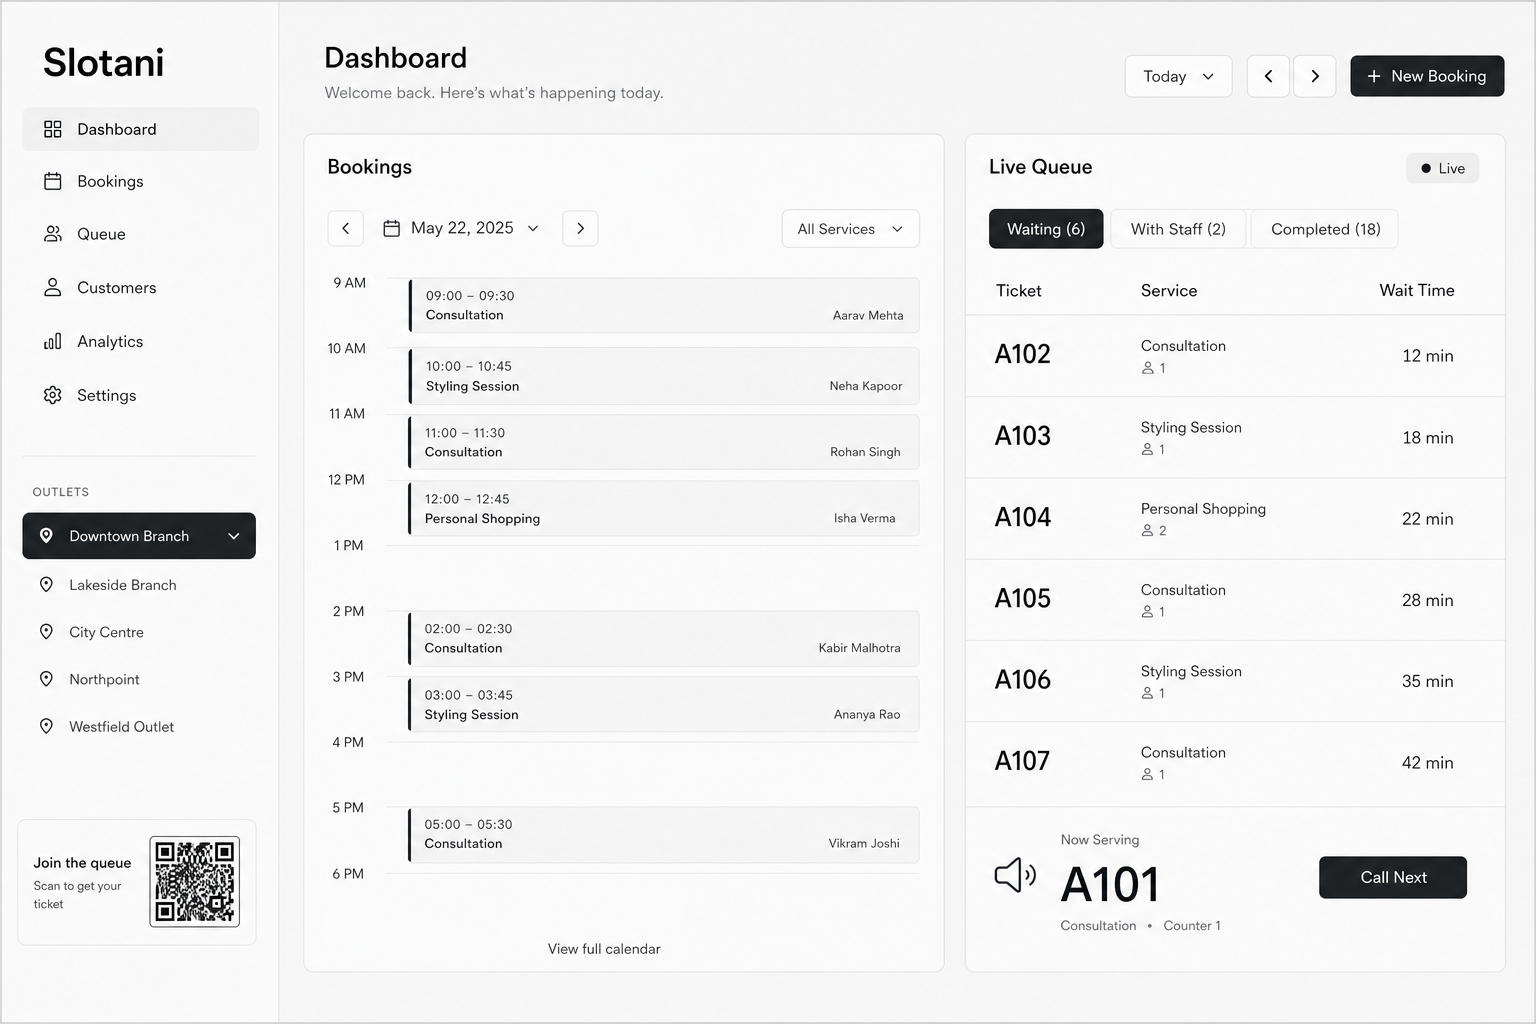 Slotani
Dashboard
Bookings
Queue
Customers
Analytics
Settings
OUTLETS
Downtown Branch
Lakeside Branch
City Centre
Northpoint
Westfield Outlet
Join the queue
Scan to get your
ticket
Dashboard
Welcome back. Here's what's happening today.
Today
+ New Booking
Bookings
May 22, 2025
All Services
9 AM
09:00 – 09:30
Consultation
Aarav Mehta
10 AM
10:00 – 10:45
Styling Session
Neha Kapoor
11 AM
11:00 – 11:30
Consultation
Rohan Singh
12 PM
12:00 – 12:45
Personal Shopping
Isha Verma
1 PM
2 PM
02:00 – 02:30
Consultation
Kabir Malhotra
3 PM
03:00 – 03:45
Styling Session
Ananya Rao
4 PM
5 PM
05:00 – 05:30
Consultation
Vikram Joshi
6 PM
View full calendar
Live Queue
Live
Waiting (6)
With Staff (2)
Completed (18)
Ticket Service Wait Time
A102 Consultation 12 min
1
A103 Styling Session 18 min
1
A104 Personal Shopping 22 min
2
A105 Consultation 28 min
1
A106 Styling Session 35 min
1
A107 Consultation 42 min
1
Now Serving
A101
Consultation • Counter 1
Call Next